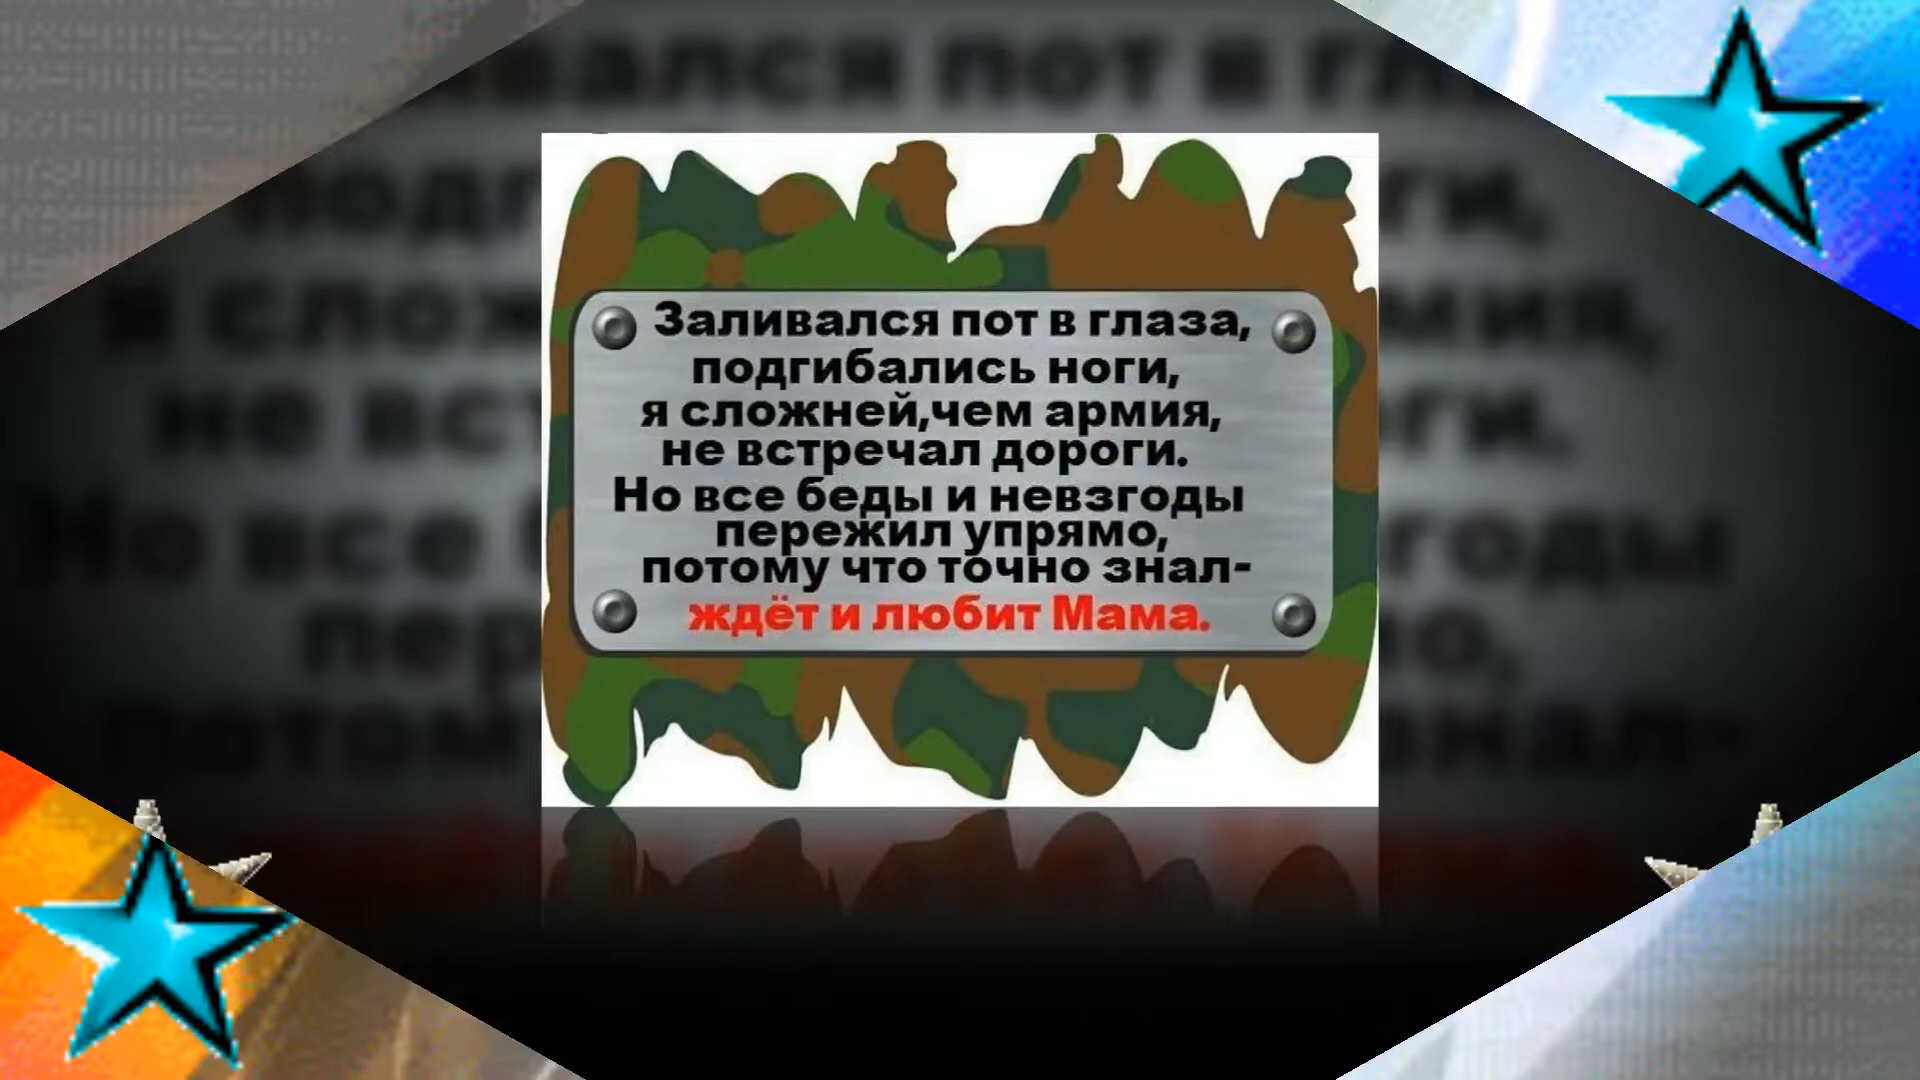 Заливался пот в глаза,
подгибались ноги,
я сложней,чем армия,
не встречал дороги.
Но все беды и невзгоды
пережил упрямо,
потому что точно знал-
ждёт и любит Мама.